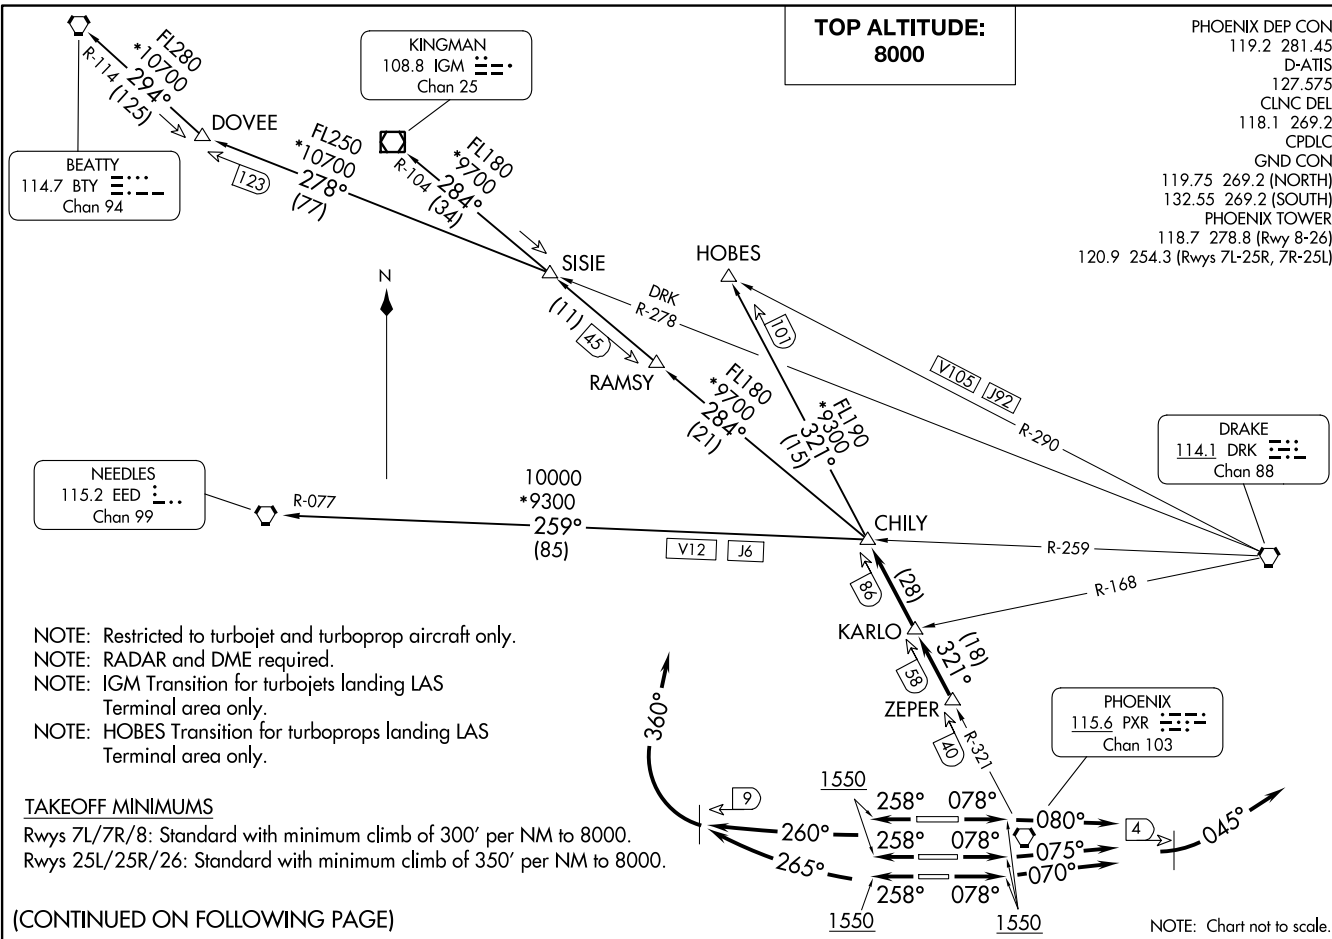 TOP ALTITUDE:
8000
PHOENIX DEP CON
119.2 281.45
D-ATIS
127.575
CLNC DEL
118.1 269.2
CPDLC
GND CON
119.75 269.2 (NORTH)
132.55 269.2 (SOUTH)
PHOENIX TOWER
118.7 278.8 (Rwy 8-26)
120.9 254.3 (Rwys 7L-25R, 7R-25L)
KINGMAN
108.8 IGM
Chan 25
FL280
*10700
294°
(125)
R-114
DOVEE
BEATTY
114.7 BTY
Chan 94
FL250
*10700
278°
(77)
123
FL180
*9700
284°
(34)
R-104
SISIE
HOBES
N
DRK
R-278
(11)
45
101
RAMSY
FL180
*9700
284°
(21)
FL190
*9300
321°
(15)
V105 J92
R-290
DRAKE
114.1 DRK
Chan 88
NEEDLES
115.2 EED
Chan 99
R-077
10000
*9300
259°
(85)
V12 J6
CHILY
R-259
R-168
86
(28)
KARLO
(18)
321°
58
ZEPER
40
R-321
PHOENIX
115.6 PXR
Chan 103
NOTE: Restricted to turbojet and turboprop aircraft only.
NOTE: RADAR and DME required.
NOTE: IGM Transition for turbojets landing LAS
Terminal area only.
NOTE: HOBES Transition for turboprops landing LAS
Terminal area only.
360°
9
1550
258° 078°
260°
258° 078°
265°
258° 078°
080°
075°
070°
4
045°
1550
1550
TAKEOFF MINIMUMS
Rwys 7L/7R/8: Standard with minimum climb of 300' per NM to 8000.
Rwys 25L/25R/26: Standard with minimum climb of 350' per NM to 8000.
(CONTINUED ON FOLLOWING PAGE)
NOTE: Chart not to scale.